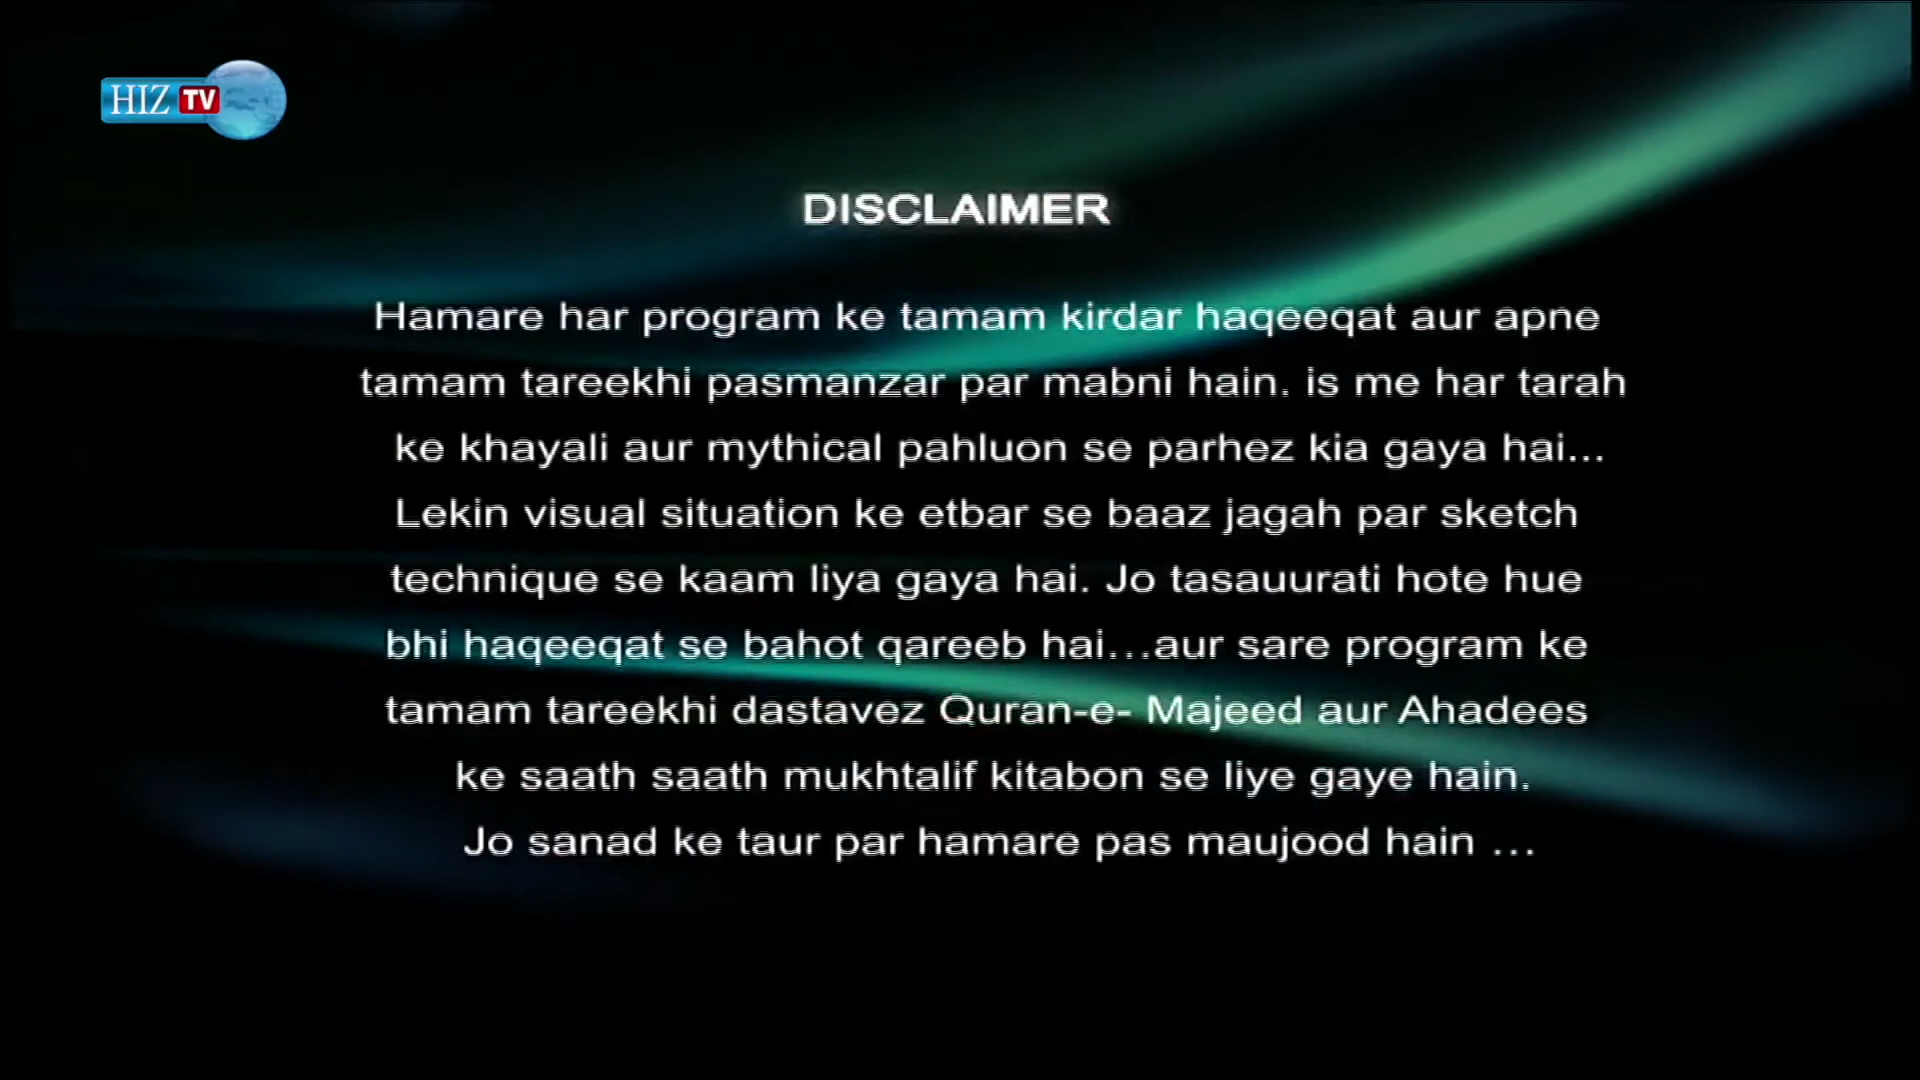 HIZ TV
DISCLAIMER
Hamare har program ke tamam kirdar haqeeqat aur apne
tamam tareekhi pasmanzar par mabni hain. is me har tarah
ke khayali aur mythical pahluon se parhez kia gaya hai...
Lekin visual situation ke etbar se baaz jagah par sketch
technique se kaam liya gaya hai. Jo tasauurati hote hue
bhi haqeeqat se bahot qareeb hai...aur sare program ke
tamam tareekhi dastavez Quran-e- Majeed aur Ahadees
ke saath saath mukhtalif kitabon se liye gaye hain.
Jo sanad ke taur par hamare pas maujood hain ...